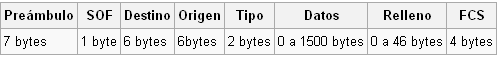 Preámbulo SOF Destino Origen Tipo Datos Relleno FCS
7 bytes 1 byte 6 bytes 6bytes 2 bytes 0 a 1500 bytes 0 a 46 bytes 4 bytes